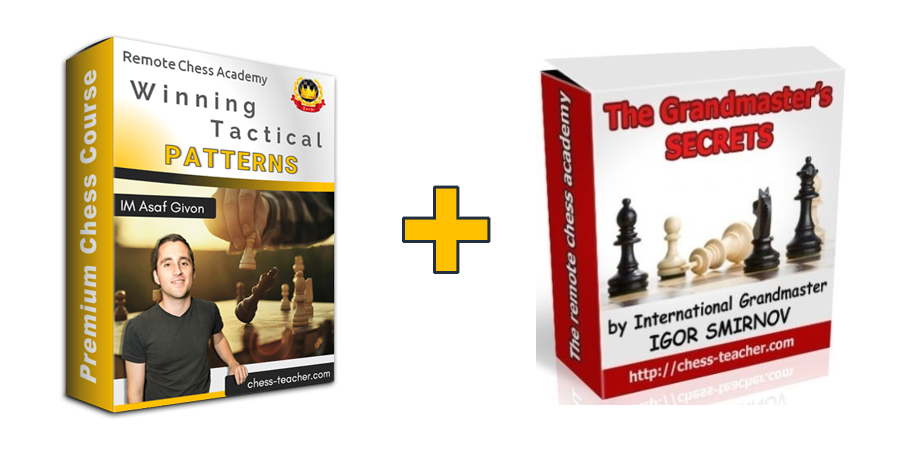 Premium Chess Course
Remote Chess Academy
Winning
Tactical
PATTERNS
IM Asaf Givon
chess-teacher.com
The remote chess academy
The Grandmaster's
SECRETS
by International Grandmaster
IGOR SMIRNOV
http://chess-teacher.com